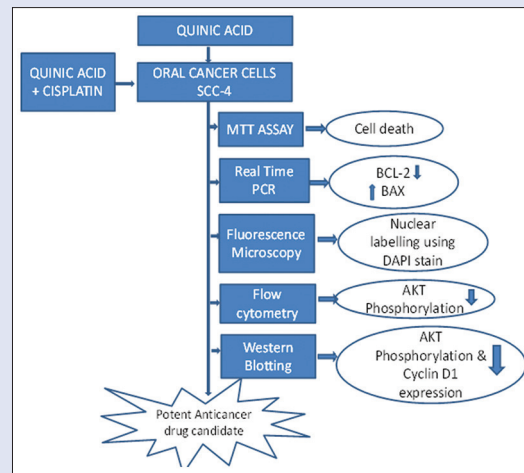 QUINIC ACID
QUINIC ACID
+ CISPLATIN
ORAL CANCER CELLS
SCC-4
MTT ASSAY
Cell death
Real Time
PCR
BCL-2
BAX
Fluorescence
Microscopy
Nuclear
labelling using
DAPI stain
Flow
cytometry
AKT
Phosphorylation
Western
Blotting
AKT
Phosphorylation &
Cyclin D1
expression
Potent Anticancer
drug candidate